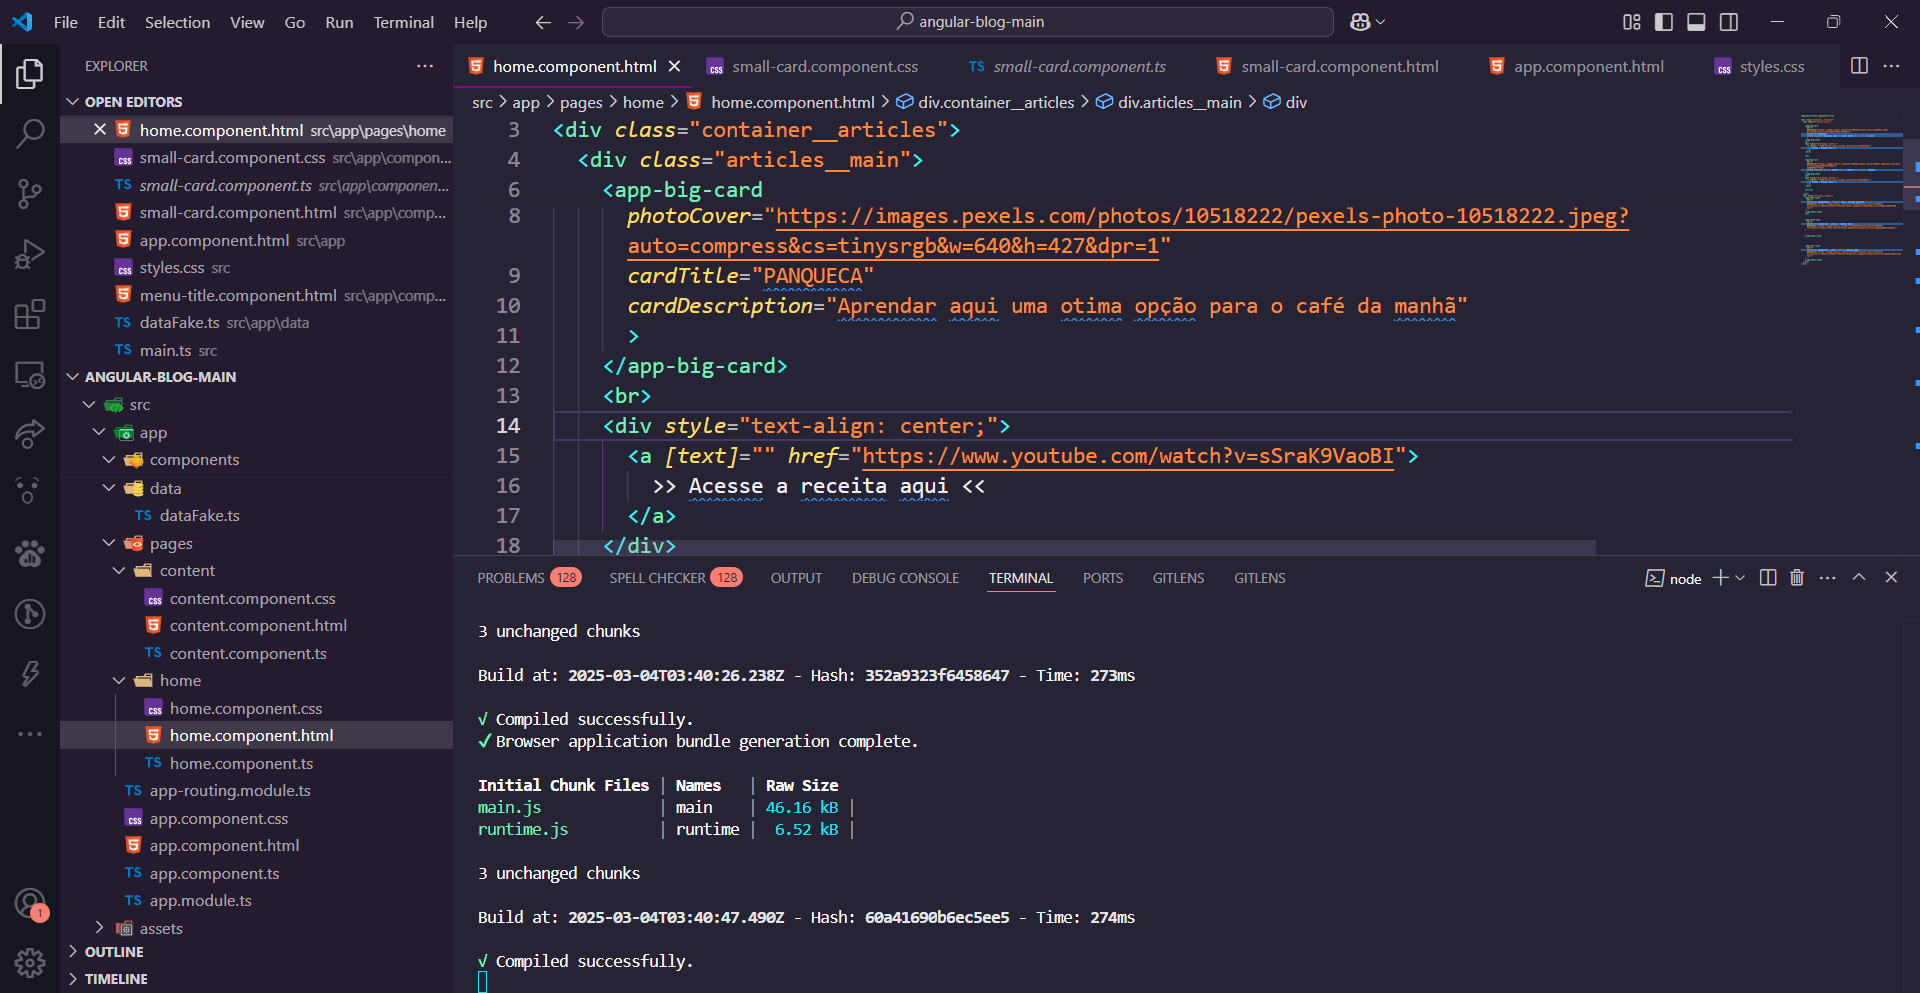 File Edit Selection View Go Run Terminal Help
angular-blog-main
EXPLORER
OPEN EDITORS
home.component.html src\app\pages\home
small-card.component.css src\app\compon...
TS small-card.component.ts src\app\componen...
small-card.component.html src\app\comp...
app.component.html src\app
styles.css src
menu-title.component.html src\app\comp...
TS dataFake.ts src\app\data
TS main.ts src
ANGULAR-BLOG-MAIN
src
app
components
data
TS dataFake.ts
pages
content
content.component.css
content.component.html
TS content.component.ts
home
home.component.css
home.component.html
TS home.component.ts
TS app-routing.module.ts
app.component.css
app.component.html
TS app.component.ts
TS app.module.ts
assets
OUTLINE
TIMELINE
1
home.component.html small-card.component.css TS small-card.component.ts small-card.component.html app.component.html styles.css
src > app > pages > home > home.component.html > div.container__articles > div.articles__main > div
3 <div class="container__articles">
4 <div class="articles__main">
6 <app-big-card
8 photoCover="https://images.pexels.com/photos/10518222/pexels-photo-10518222.jpeg?
auto=compress&cs=tinysrgb&w=640&h=427&dpr=1"
9 cardTitle="PANQUECA"
10 cardDescription="Aprendar aqui uma otima opção para o café da manhã"
11 >
12 </app-big-card>
13 <br>
14 <div style="text-align: center;">
15 <a [text]="" href="https://www.youtube.com/watch?v=sSraK9VaoBI">
16 >> Acesse a receita aqui <<
17 </a>
18 </div>
PROBLEMS 128 SPELL CHECKER 128 OUTPUT DEBUG CONSOLE TERMINAL PORTS GITLENS GITLENS
node
3 unchanged chunks
Build at: 2025-03-04T03:40:26.238Z - Hash: 352a9323f6458647 - Time: 273ms
√ Compiled successfully.
✔ Browser application bundle generation complete.
Initial Chunk Files | Names | Raw Size
main.js | main | 46.16 kB |
runtime.js | runtime | 6.52 kB |
3 unchanged chunks
Build at: 2025-03-04T03:40:47.490Z - Hash: 60a41690b6ec5ee5 - Time: 274ms
√ Compiled successfully.